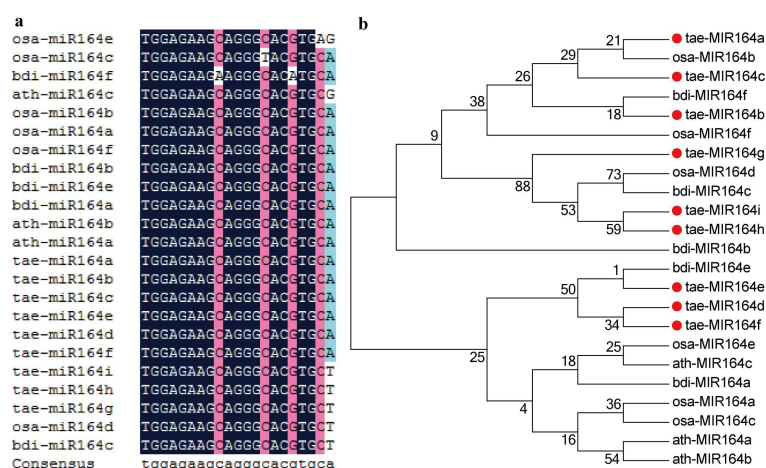 a
osa-miR164e TGGAGAAGCAGGGCACGTGAG
osa-miR164c TGGAGAAGCAGGGTACGTGCA
bdi-miR164f TGGAGAAGAAGGGCACATGCA
ath-miR164c TGGAGAAGCAGGGCACGTGCG
osa-miR164b TGGAGAAGCAGGGCACGTGCA
osa-miR164a TGGAGAAGCAGGGCACGTGCA
osa-miR164f TGGAGAAGCAGGGCACGTGCA
bdi-miR164b TGGAGAAGCAGGGCACGTGCA
bdi-miR164e TGGAGAAGCAGGGCACGTGCA
bdi-miR164a TGGAGAAGCAGGGCACGTGCA
ath-miR164b TGGAGAAGCAGGGCACGTGCA
ath-miR164a TGGAGAAGCAGGGCACGTGCA
tae-miR164a TGGAGAAGCAGGGCACGTGCA
tae-miR164b TGGAGAAGCAGGGCACGTGCA
tae-miR164c TGGAGAAGCAGGGCACGTGCA
tae-miR164e TGGAGAAGCAGGGCACGTGCA
tae-miR164d TGGAGAAGCAGGGCACGTGCA
tae-miR164f TGGAGAAGCAGGGCACGTGCA
tae-miR164i TGGAGAAGCAGGGCACGTGCT
tae-miR164h TGGAGAAGCAGGGCACGTGCT
tae-miR164g TGGAGAAGCAGGGCACGTGCT
osa-miR164d TGGAGAAGCAGGGCACGTGCT
bdi-miR164c TGGAGAAGCAGGGCACGTGCT
Consensus tggagaagcagggcacgtgca
b
21 tae-MIR164a
osa-MIR164b
29
tae-MIR164c
26
bdi-MIR164f
38
18 tae-MIR164b
osa-MIR164f
9
tae-MIR164g
73 osa-MIR164d
88
bdi-MIR164c
53 tae-MIR164i
59 tae-MIR164h
bdi-MIR164b
1 bdi-MIR164e
50 tae-MIR164e
tae-MIR164d
34 tae-MIR164f
25 osa-MIR164e
25
18 ath-MIR164c
bdi-MIR164a
36 osa-MIR164a
4
osa-MIR164c
16 ath-MIR164a
54 ath-MIR164b